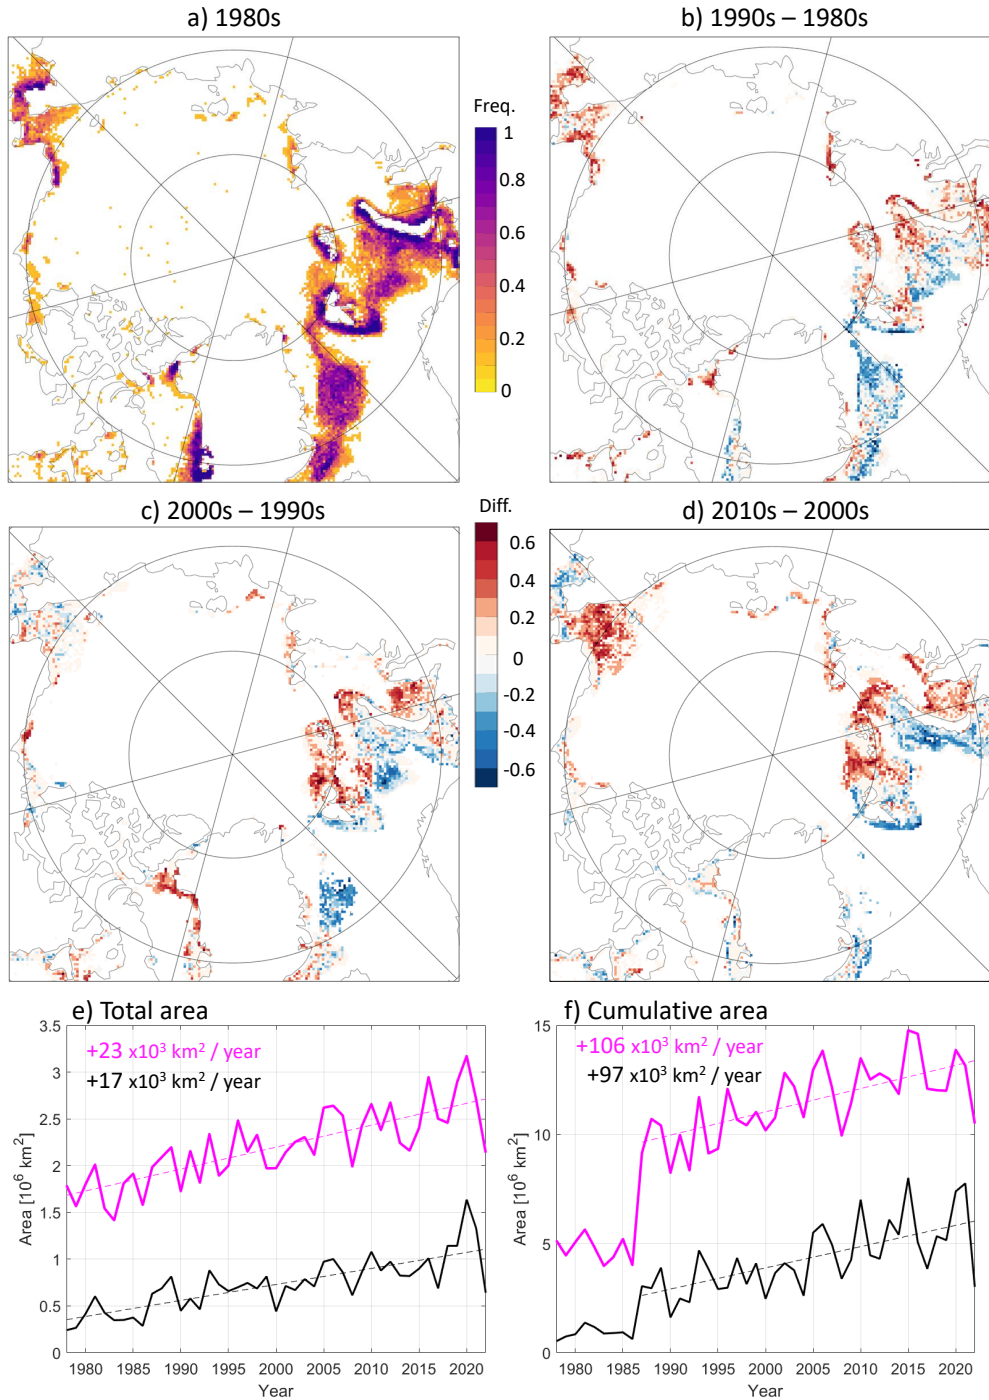 a) 1980s
b) 1990s – 1980s
Freq.
1
0.8
0.6
0.4
0.2
0
c) 2000s – 1990s
Diff.
d) 2010s – 2000s
0.6
0.4
0.2
0
-0.2
-0.4
-0.6
e) Total area
+23 x10³ km² / year
+17 x10³ km² / year
3.5
3
2.5
2
1.5
1
0.5
0
Area [10⁶ km²]
1980 1985 1990 1995 2000 2005 2010 2015 2020
Year
f) Cumulative area
+106 x10³ km² / year
+97 x10³ km² / year
15
10
5
0
Area [10⁶ km²]
1980 1985 1990 1995 2000 2005 2010 2015 2020
Year